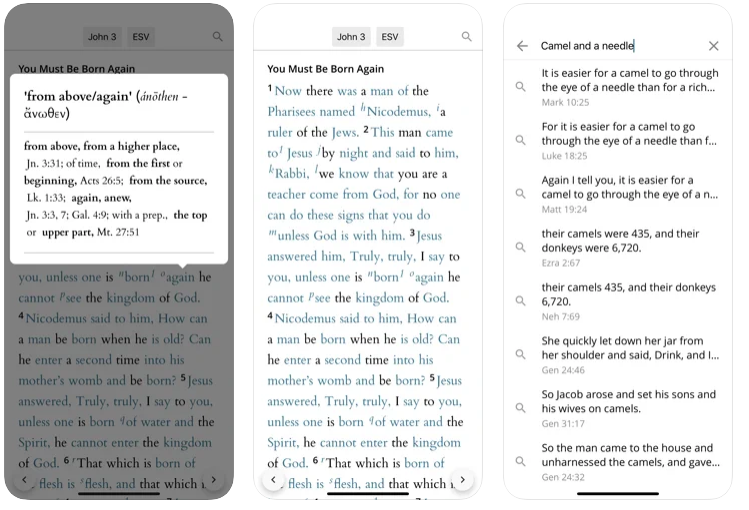 John 3 ESV
You Must Be Born Again
'from above/again' (ánōthen -
ἄνωθεν)
from above, from a higher place,
Jn. 3:31; of time, from the first or
beginning, Acts 26:5; from the source,
Lk. 1:33; again, anew,
Jn. 3:3, 7; Gal. 4:9; with a prep., the top
or upper part, Mt. 27:51
you, unless one is "born l o again he
cannot p see the kingdom of God.
4 Nicodemus said to him, How can
a man be born when he is old? Can
he enter a second time into his
mother's womb and be born? 5 Jesus
answered, Truly, truly, I say to you,
unless one is born q of water and the
Spirit, he cannot enter the kingdom
of God. 6 r That which is born of
flesh is s flesh, and that which
John 3 ESV
You Must Be Born Again
1 Now there was a man of the
Pharisees named h Nicodemus, i a
ruler of the Jews. 2 This man came
to j Jesus j by night and said to him,
k Rabbi, l we know that you are a
teacher come from God, for no one
can do these signs that you do
m unless God is with him. 3 Jesus
answered him, Truly, truly, I say to
you, unless one is "born l o again he
cannot p see the kingdom of God.
4 Nicodemus said to him, How can
a man be born when he is old? Can
he enter a second time into his
mother's womb and be born? 5 Jesus
answered, Truly, truly, I say to you,
unless one is born q of water and the
Spirit, he cannot enter the kingdom
of God. 6 r That which is born of
flesh is s flesh, and that which
Camel and a needle
It is easier for a camel to go through
the eye of a needle than for a rich...
Mark 10:25
For it is easier for a camel to go
through the eye of a needle than f...
Luke 18:25
Again I tell you, it is easier for a
camel to go through the eye of a n...
Matt 19:24
their camels were 435, and their
donkeys were 6,720.
Ezra 2:67
their camels 435, and their donkeys
6,720.
Neh 7:69
She quickly let down her jar from
her shoulder and said, Drink, and I...
Gen 24:46
So Jacob arose and set his sons and
his wives on camels.
Gen 31:17
So the man came to the house and
unharnessed the camels, and gave...
Gen 24:32